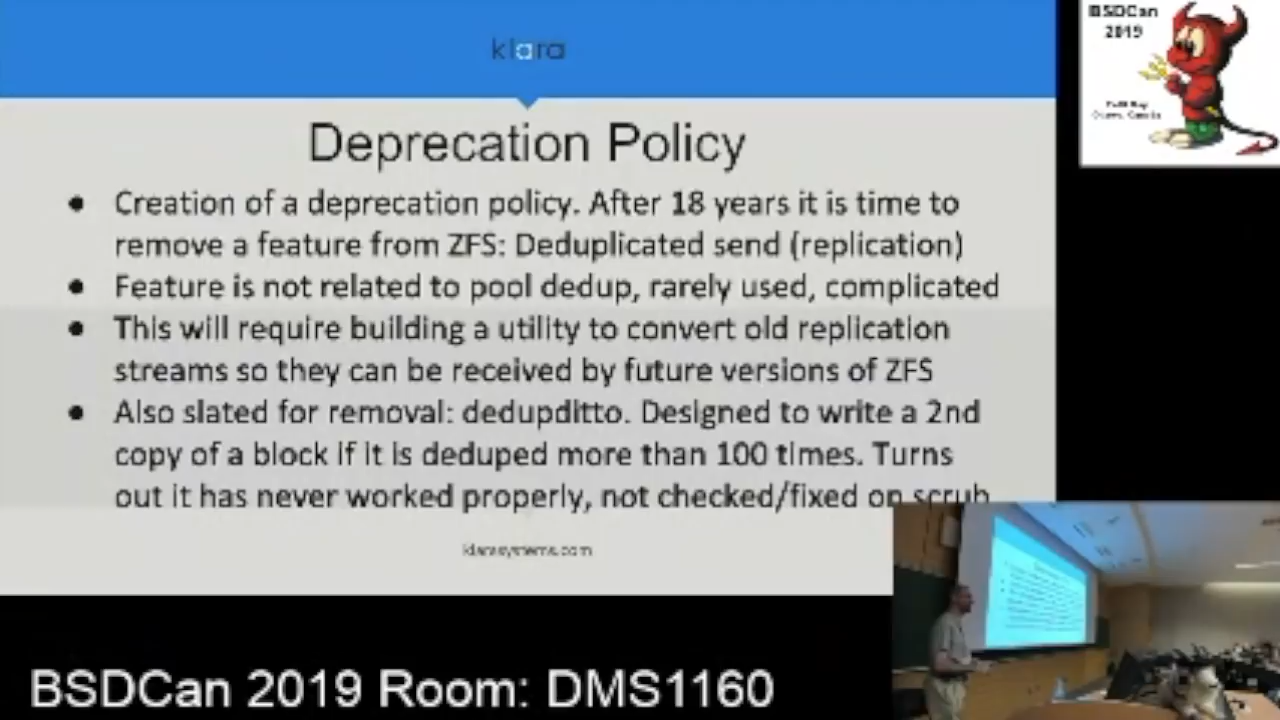 klara
BSDCan
2019
Deprecation Policy
• Creation of a deprecation policy. After 18 years it is time to
remove a feature from ZFS: Deduplicated send (replication)
• Feature is not related to pool dedup, rarely used, complicated
• This will require building a utility to convert old replication
streams so they can be received by future versions of ZFS
• Also slated for removal: dedupditto. Designed to write a 2nd
copy of a block if it is deduped more than 100 times. Turns
out it has never worked properly, not checked/fixed on scrub
klarasystems.com
BSDCan 2019 Room: DMS1160